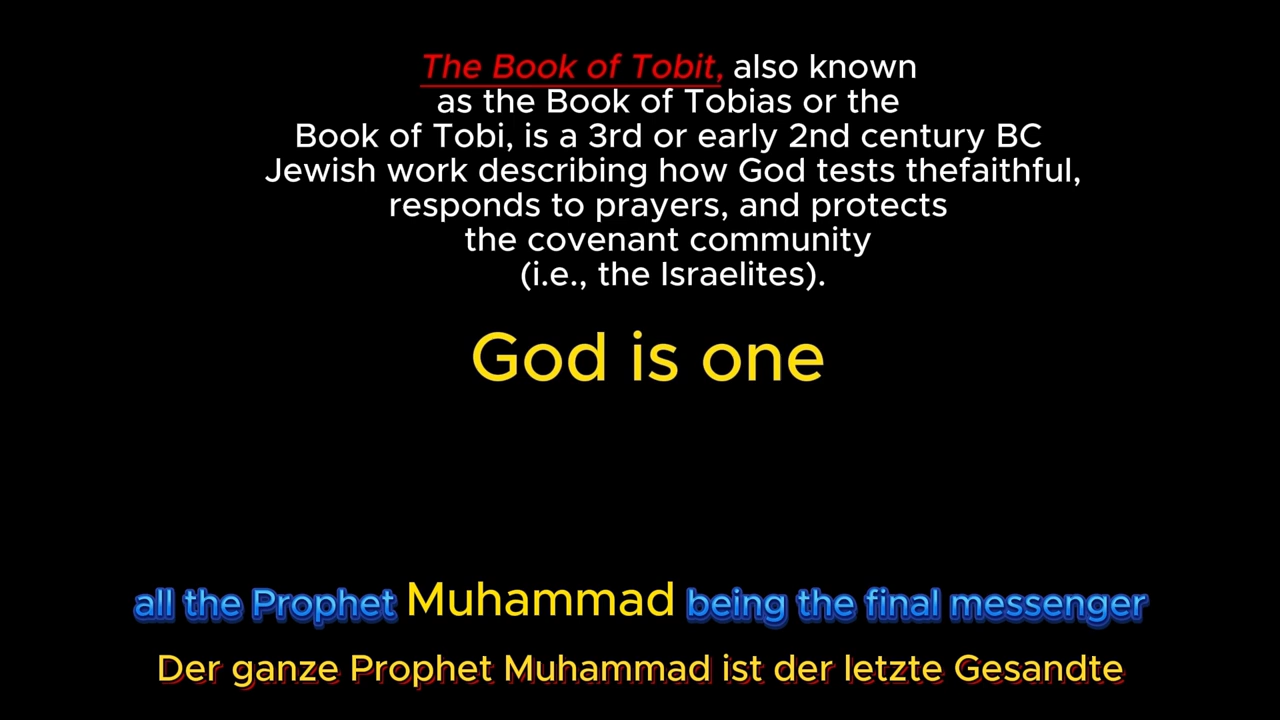 The Book of Tobit, also known
as the Book of Tobias or the
Book of Tobi, is a 3rd or early 2nd century BC
Jewish work describing how God tests thefaithful,
responds to prayers, and protects
the covenant community
(i.e., the Israelites).
God is one
all the Prophet Muhammad being the final messenger
Der ganze Prophet Muhammad ist der letzte Gesandte